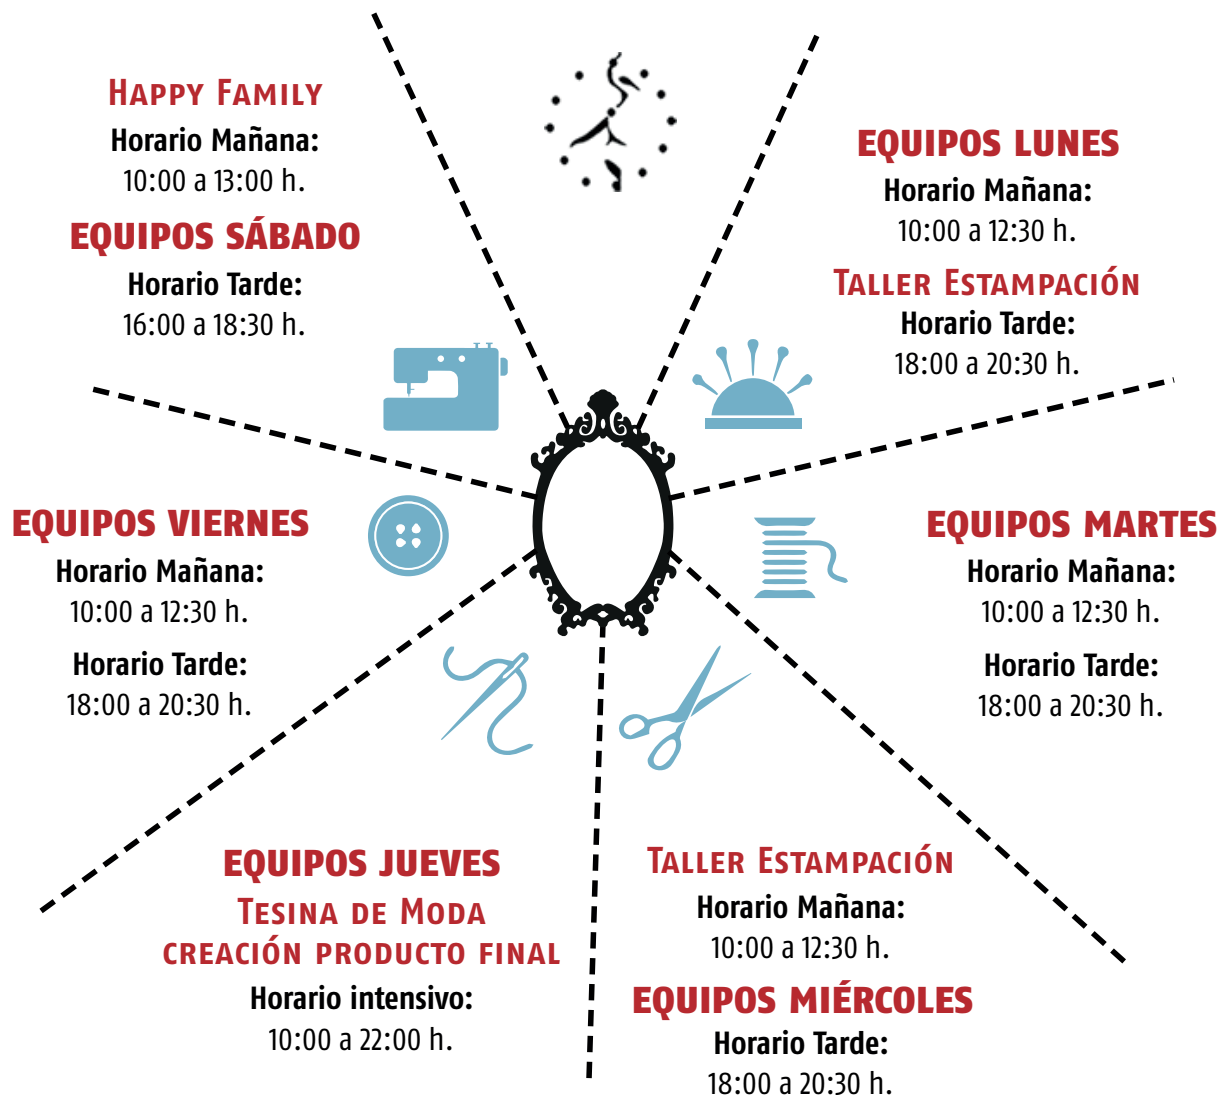 HAPPY FAMILY
Horario Mañana:
10:00 a 13:00 h.
EQUIPOS SÁBADO
Horario Tarde:
16:00 a 18:30 h.
EQUIPOS LUNES
Horario Mañana:
10:00 a 12:30 h.
TALLER ESTAMPACIÓN
Horario Tarde:
18:00 a 20:30 h.
EQUIPOS VIERNES
Horario Mañana:
10:00 a 12:30 h.
Horario Tarde:
18:00 a 20:30 h.
EQUIPOS MARTES
Horario Mañana:
10:00 a 12:30 h.
Horario Tarde:
18:00 a 20:30 h.
EQUIPOS JUEVES
TESINA DE MODA
CREACIÓN PRODUCTO FINAL
Horario intensivo:
10:00 a 22:00 h.
TALLER ESTAMPACIÓN
Horario Mañana:
10:00 a 12:30 h.
EQUIPOS MIÉRCOLES
Horario Tarde:
18:00 a 20:30 h.